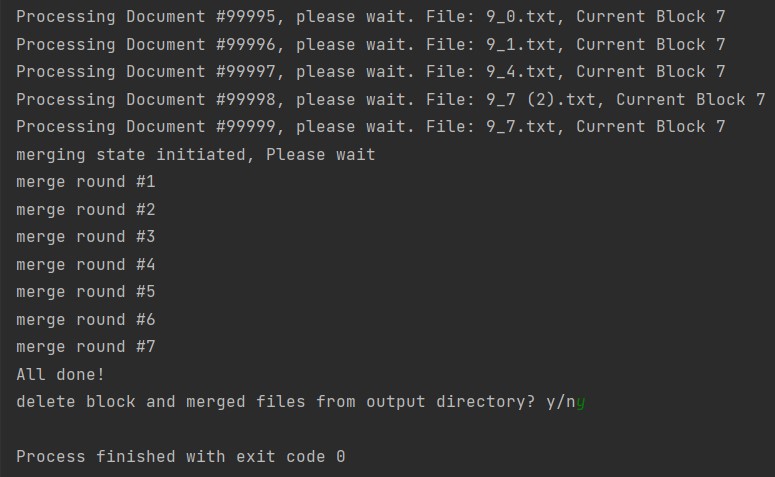 Processing Document #99995, please wait. File: 9_0.txt, Current Block 7
Processing Document #99996, please wait. File: 9_1.txt, Current Block 7
Processing Document #99997, please wait. File: 9_4.txt, Current Block 7
Processing Document #99998, please wait. File: 9_7 (2).txt, Current Block 7
Processing Document #99999, please wait. File: 9_7.txt, Current Block 7
merging state initiated, Please wait
merge round #1
merge round #2
merge round #3
merge round #4
merge round #5
merge round #6
merge round #7
All done!
delete block and merged files from output directory? y/ny
Process finished with exit code 0